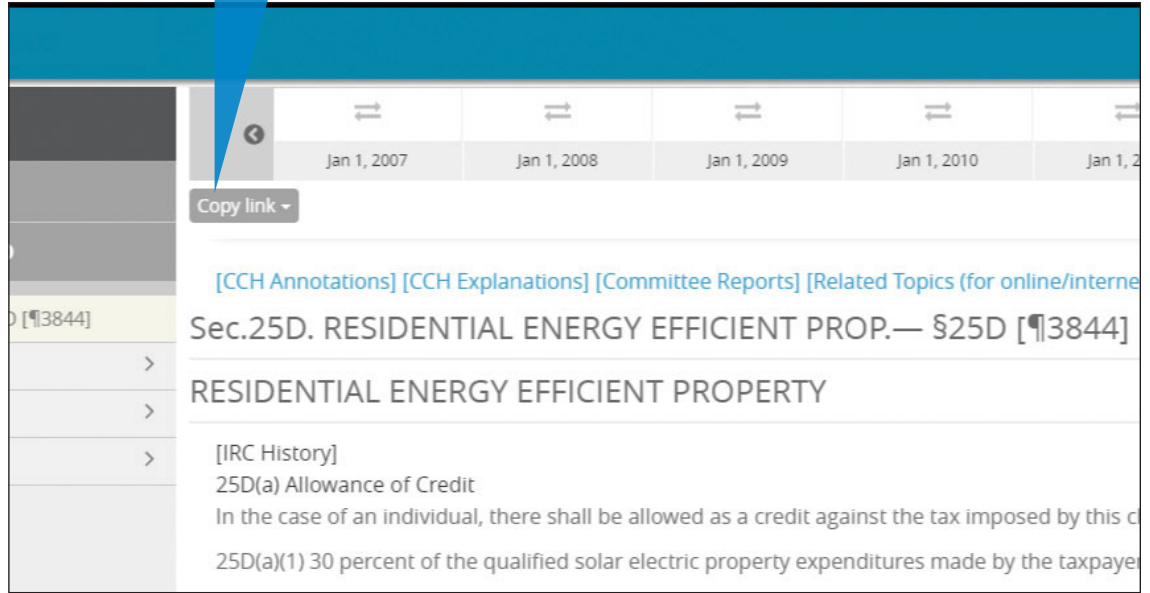 Jan 1, 2007 Jan 1, 2008 Jan 1, 2009 Jan 1, 2010 Jan 1, 2
Copy link
[CCH Annotations] [CCH Explanations] [Committee Reports] [Related Topics (for online/interne
[¶3844]
Sec.25D. RESIDENTIAL ENERGY EFFICIENT PROP.— §25D [¶3844]
RESIDENTIAL ENERGY EFFICIENT PROPERTY
[IRC History]
25D(a) Allowance of Credit
In the case of an individual, there shall be allowed as a credit against the tax imposed by this
25D(a)(1) 30 percent of the qualified solar electric property expenditures made by the taxpayer